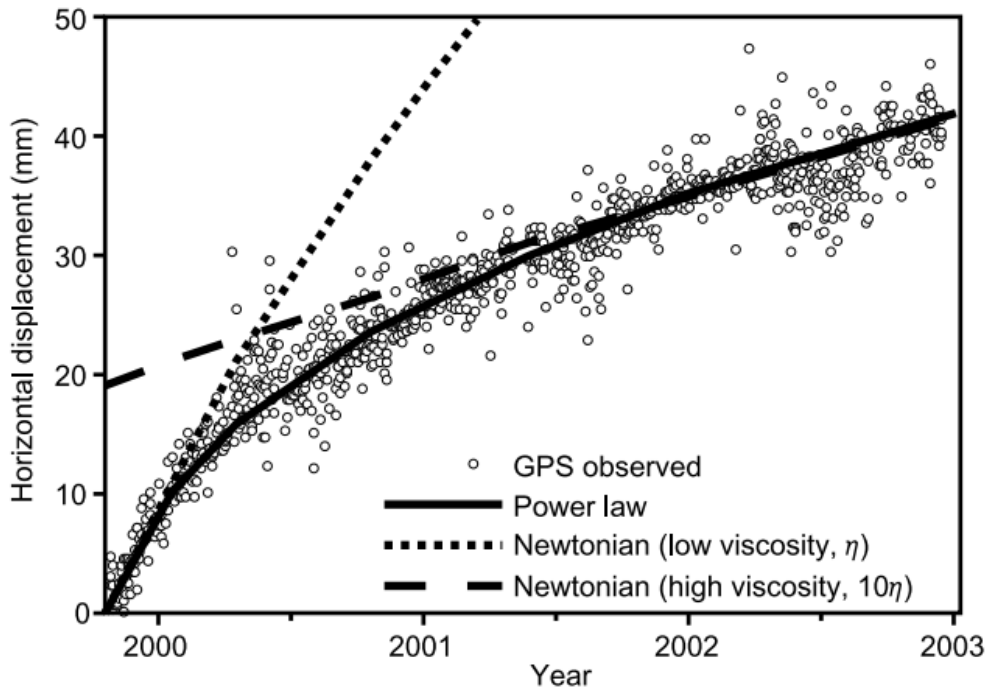 50
40
30
20
10
0
Horizontal displacement (mm)
GPS observed
Power law
Newtonian (low viscosity, η)
Newtonian (high viscosity, 10η)
2000 2001 2002 2003
Year